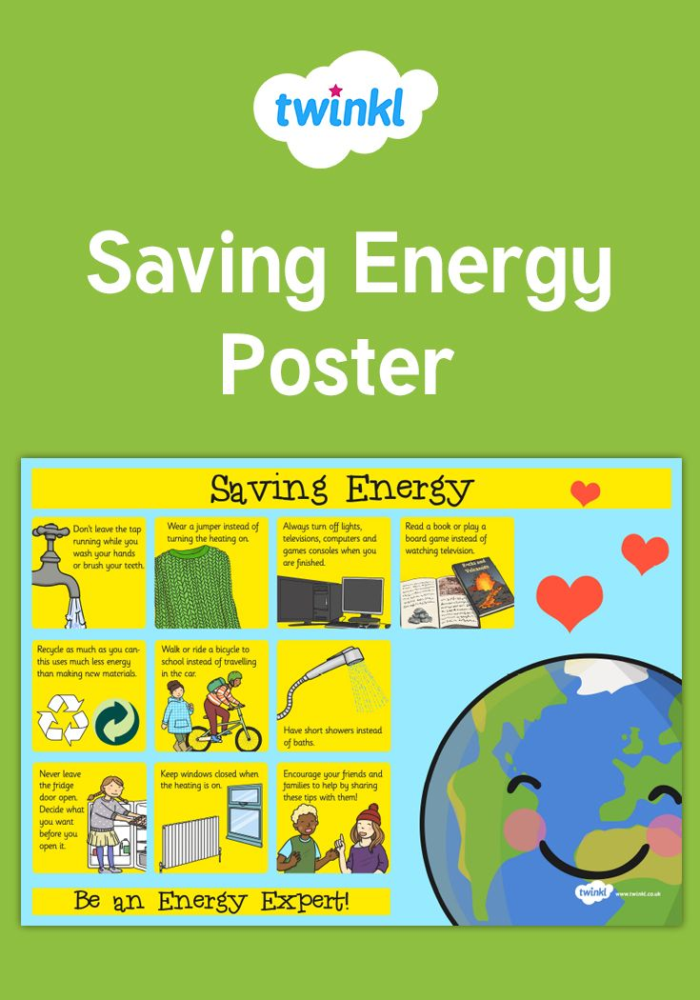 twinkl
Saving Energy
Poster
Saving Energy
Don't leave the tap
running while you
wash your hands
or brush your teeth.
Wear a jumper instead of
turning the heating on.
Always turn off lights,
televisions, computers and
games consoles when you
are finished.
Read a book or play a
board game instead of
watching television.
Rocks and
Volcanoes
Recycle as much as you can-
this uses much less energy
than making new materials.
Walk or ride a bicycle to
school instead of travelling
in the car.
Have short showers instead
of baths.
Never leave
the fridge
door open.
Decide what
you want
before you
open it.
Keep windows closed when
the heating is on.
Encourage your friends and
families to help by sharing
these tips with them!
Be an Energy Expert!
twinkl
www.twinkl.co.uk